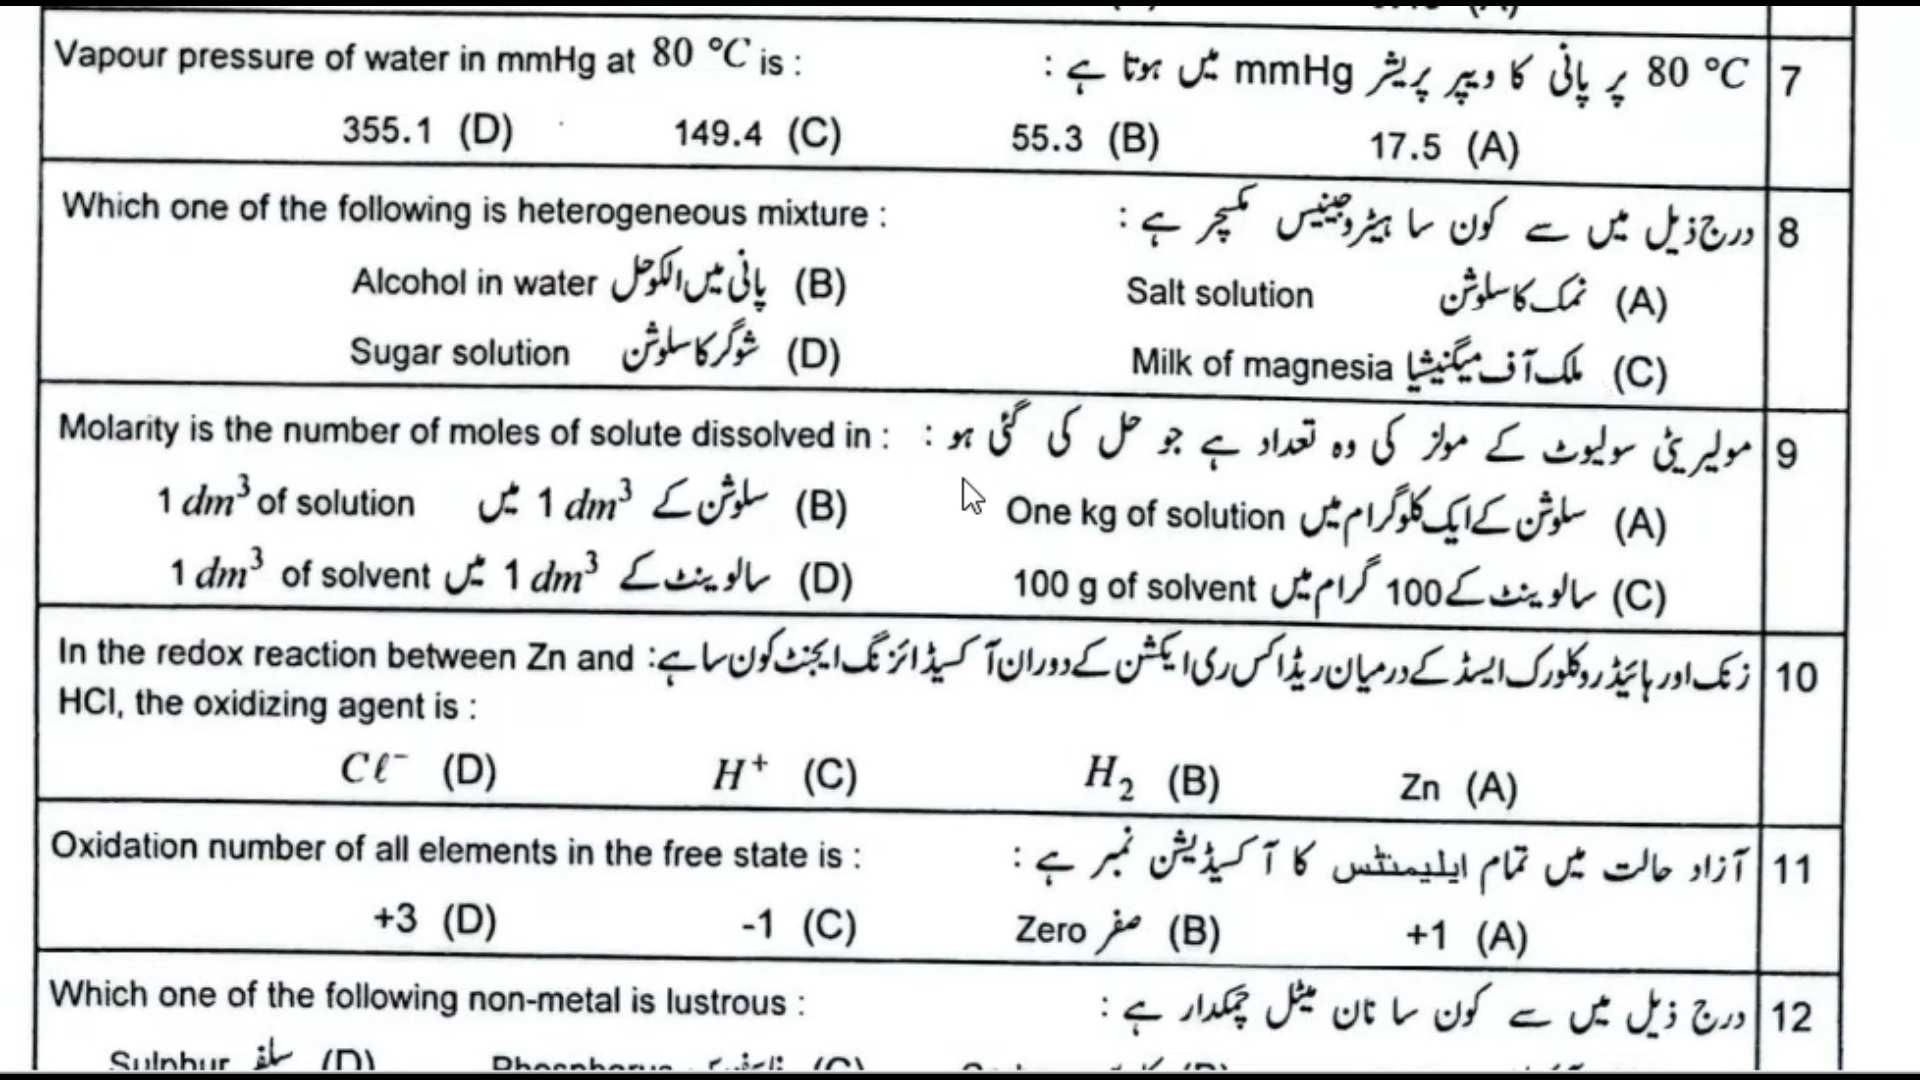 Vapour pressure of water in mmHg at 80 °C is : 80 °C پر پانی کا ویپر پریشر mmHg میں ہوتا ہے : 7
355.1 (D) 149.4 (C) 55.3 (B) 17.5 (A)
Which one of the following is heterogeneous mixture : درج ذیل میں سے کون سا ہیٹروجینیس مکسچر ہے : 8
Alcohol in water پانی میں الکوحل (B) Salt solution نمک کا سلوشن (A)
Sugar solution شوگر کا سلوشن (D) Milk of magnesia ملک آف میگنیشیا (C)
Molarity is the number of moles of solute dissolved in : مولیریٹی سولیوٹ کے مولز کی وہ تعداد ہے جو حل کی گئی ہو : 9
1 dm³ of solution سلوشن کے 1 dm³ میں (B) One kg of solution سلوشن کے ایک کلوگرام میں (A)
1 dm³ of solvent سالوینٹ کے 1 dm³ میں (D) 100 g of solvent سالوینٹ کے 100 گرام میں (C)
In the redox reaction between Zn and زنک اور ہائیڈروکلورک ایسڈ کے درمیان ریڈاکس ری ایکشن کے دوران آکسیڈائزنگ ایجنٹ کون سا ہے: 10
HCl, the oxidizing agent is :
Cℓ⁻ (D) H⁺ (C) H₂ (B) Zn (A)
Oxidation number of all elements in the free state is : آزاد حالت میں تمام ایلیمنٹس کا آکسیڈیشن نمبر ہے : 11
+3 (D) -1 (C) Zero صفر (B) +1 (A)
Which one of the following non-metal is lustrous : درج ذیل میں سے کون سا نان میٹل چمکدار ہے : 12
Sulphur سلفر (D) Phosphorus (C) (B)